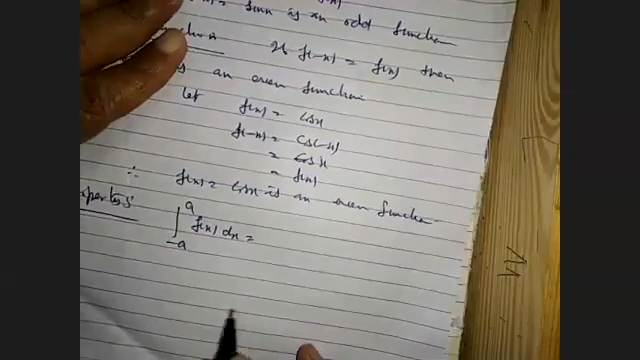 = sinx is an odd function
If f(-x) = f(x) then
is an even function
Let f(x) = cosx
f(-x) = cos(-x)
= cosx
= f(x)
∴ f(x) = cosx is an even function
∫ₐ₋ᵃ f(x) dx =